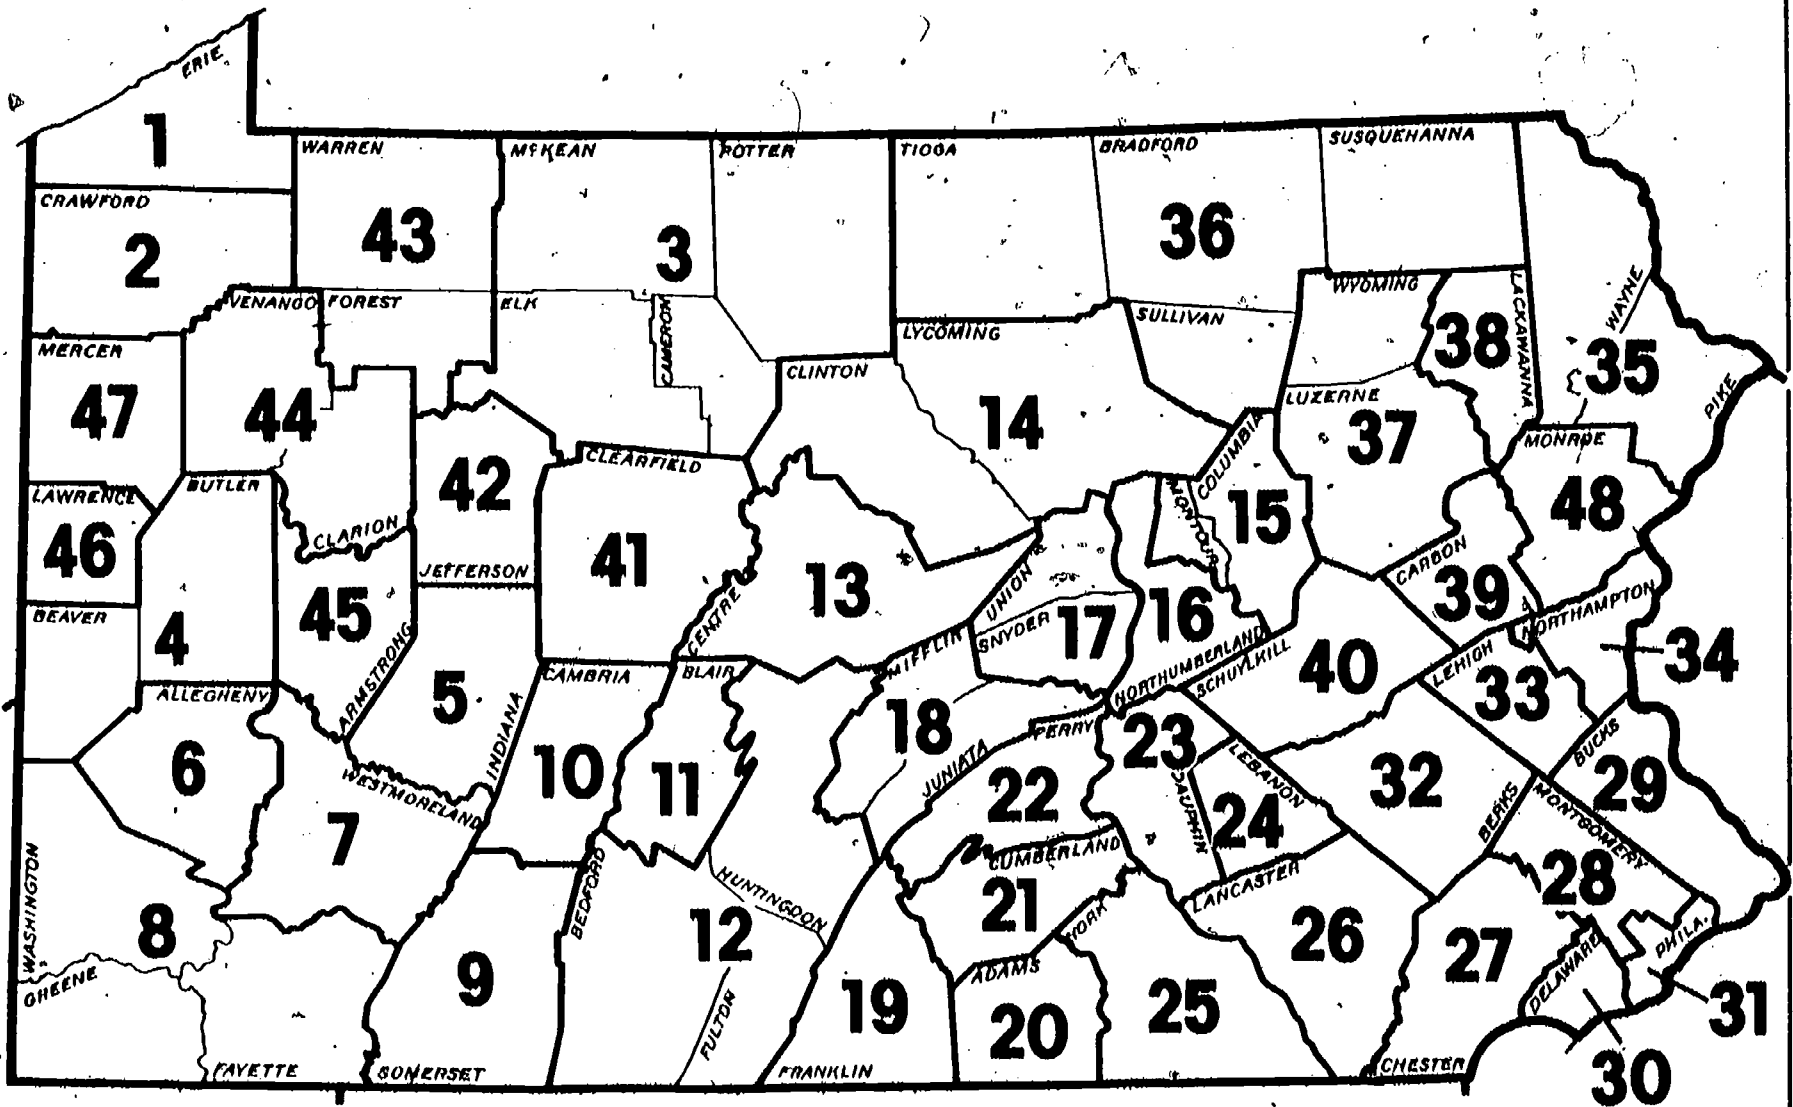 ERIE
1
WARREN
McKEAN
POTTER
TIOGA
BRADFORD
SUSQUEHANNA
CRAWFORD
2
43
3
36
VENANGO
FOREST
ELK
CAMERON
WYOMING
LACKAWANNA
WAYNE
MERCER
LYCOMING
SULLIVAN
38
35
PIKE
47
44
CLINTON
14
LUZERNE
37
MONROE
COLUMBIA
LAWRENCE
BUTLER
42
CLEARFIELD
MONTOUR
15
48
46
CLARION
41
13
CARBON
BEAVER
JEFFERSON
CENTRE
UNION
39
NORTHAMPTON
4
45
ARMSTRONG
SNYDER
17
16
MIFFLIN
NORTHUMBERLAND
SCHUYLKILL
40
LEHIGH
34
ALLEGHENY
5
INDIANA
CAMBRIA
BLAIR
33
6
18
PERRY
23
BUCKS
WESTMORELAND
10
11
JUNIATA
22
DAUPHIN
LEBANON
32
29
7
24
BERKS
MONTGOMERY
WASHINGTON
BEDFORD
HUNTINGDON
CUMBERLAND
LANCASTER
28
8
12
21
YORK
26
27
DELAWARE
PHILA.
GREENE
9
FULTON
19
ADAMS
20
25
31
FAYETTE
SOMERSET
FRANKLIN
CHESTER
30